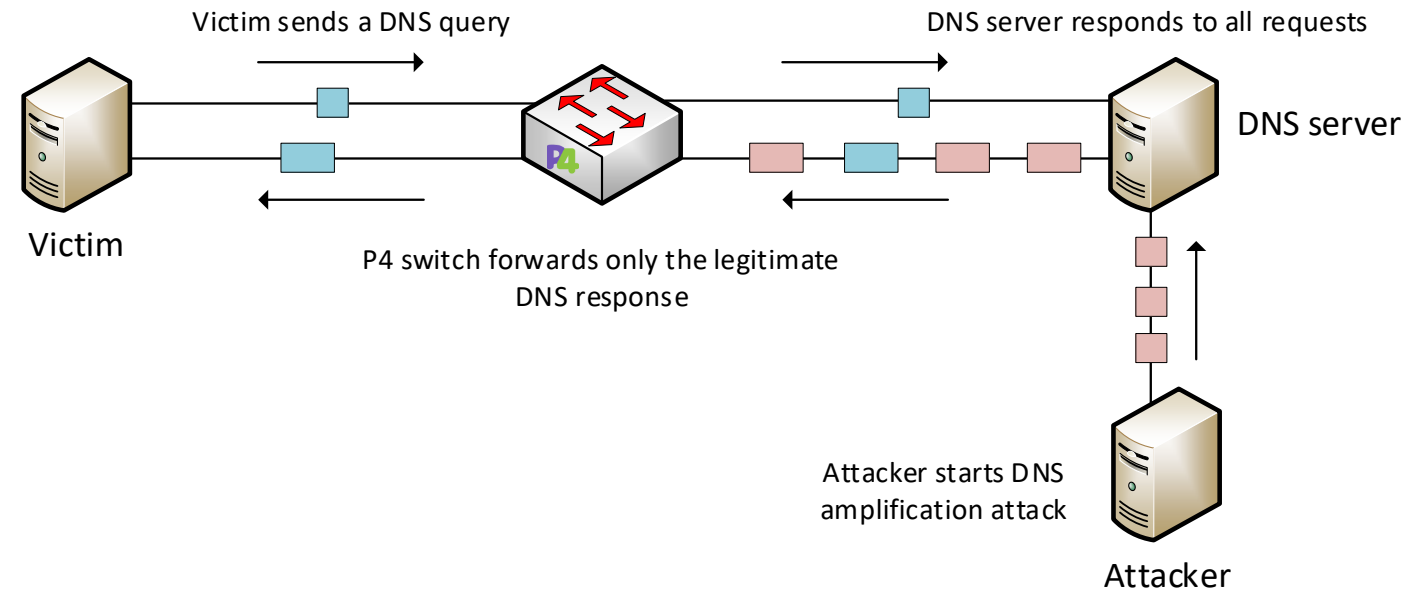 Victim sends a DNS query
DNS server responds to all requests
DNS server
P4
Victim
P4 switch forwards only the legitimate
DNS response
Attacker starts DNS
amplification attack
Attacker